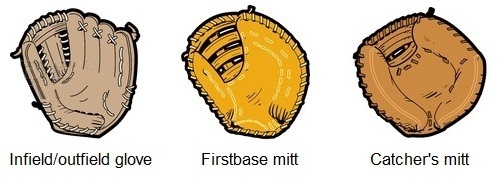 Infield/outfield glove
Firstbase mitt
Catcher's mitt